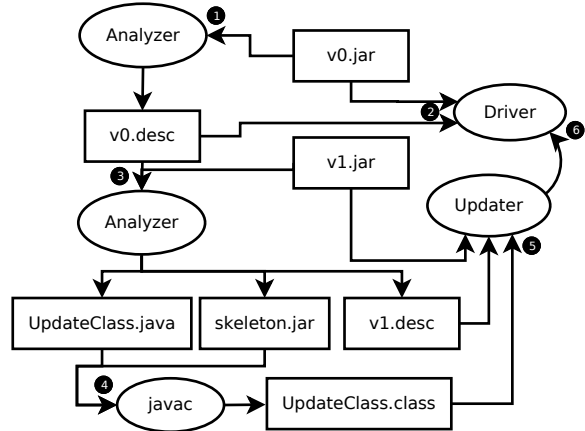 Analyzer
1
v0.jar
2
Driver
v0.desc
6
3
v1.jar
Analyzer
Updater
5
UpdateClass.java
skeleton.jar
v1.desc
4
javac
UpdateClass.class